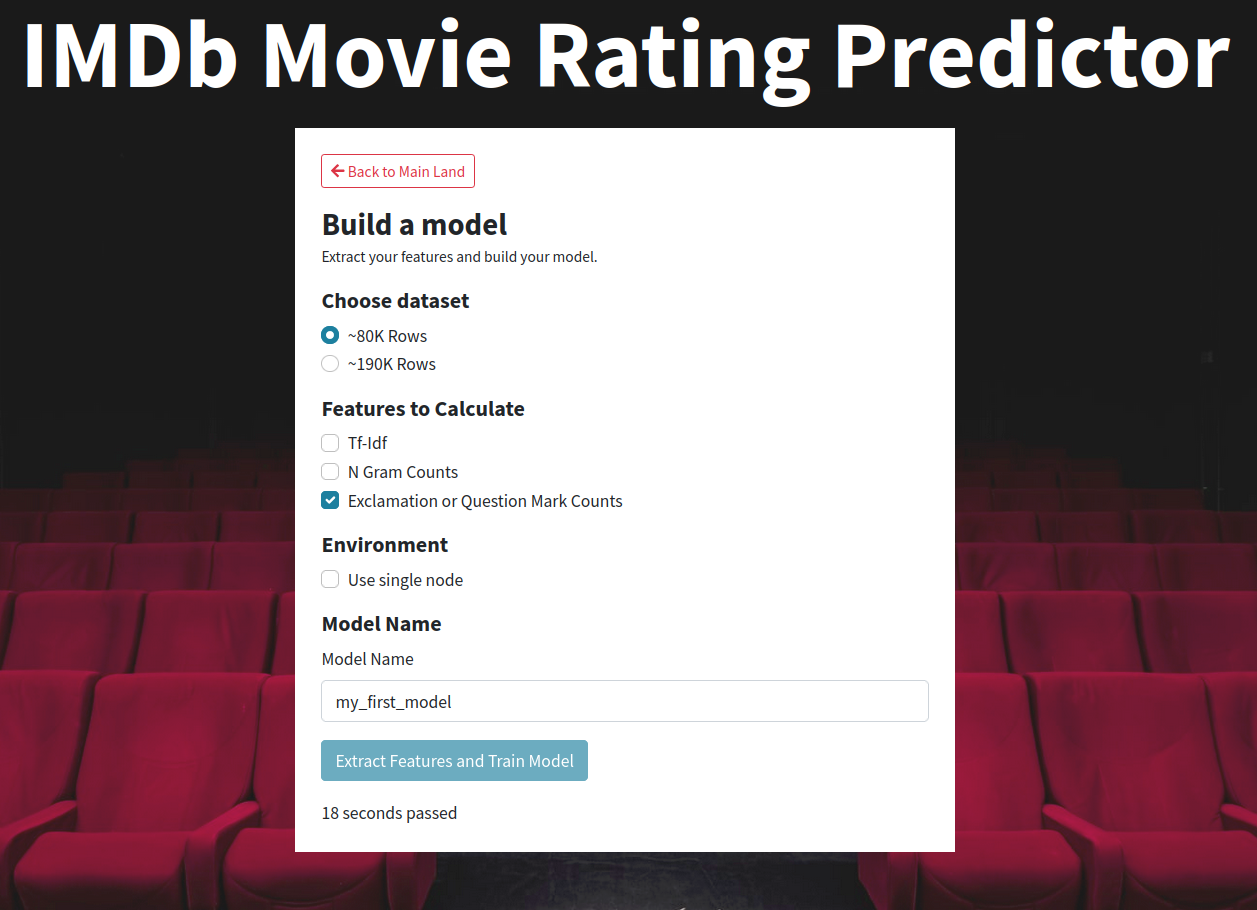 IMDb Movie Rating Predictor
Back to Main Land
Build a model
Extract your features and build your model.
Choose dataset
~80K Rows
~190K Rows
Features to Calculate
Tf-Idf
N Gram Counts
Exclamation or Question Mark Counts
Environment
Use single node
Model Name
Model Name
my_first_model
Extract Features and Train Model
18 seconds passed